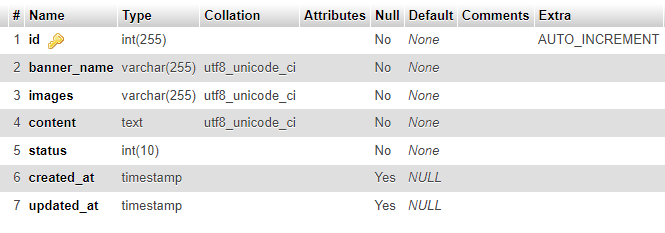 # Name Type Collation Attributes Null Default Comments Extra
1 id int(255) No None AUTO_INCREMENT
2 banner_name varchar(255) utf8_unicode_ci No None
3 images varchar(255) utf8_unicode_ci No None
4 content text utf8_unicode_ci No None
5 status int(10) No None
6 created_at timestamp Yes NULL
7 updated_at timestamp Yes NULL